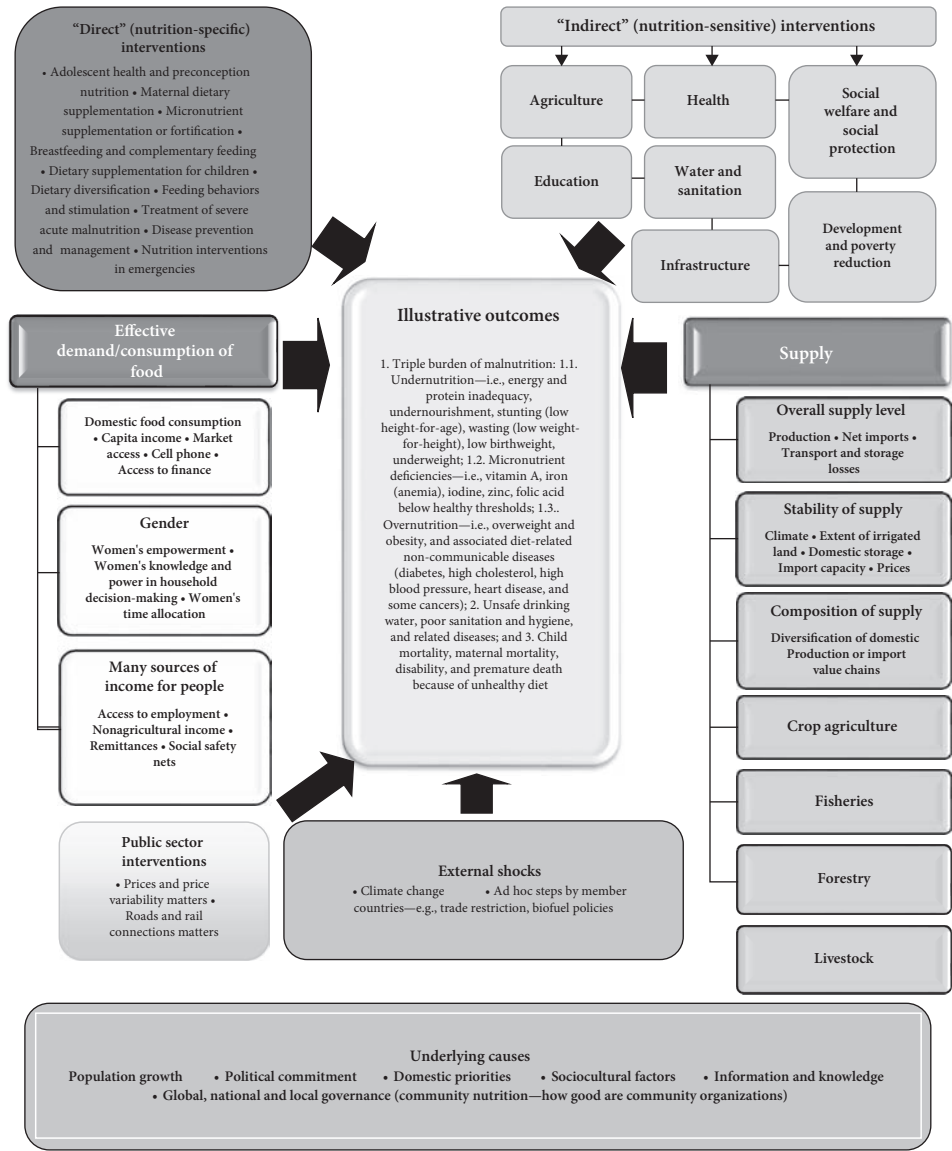 “Direct” (nutrition-specific)
interventions
• Adolescent health and preconception
nutrition • Maternal dietary
supplementation • Micronutrient
supplementation or fortification •
Breastfeeding and complementary feeding
• Dietary supplementation for children •
Dietary diversification • Feeding behaviors
and stimulation • Treatment of severe
acute malnutrition • Disease prevention
and management • Nutrition interventions
in emergencies
“Indirect” (nutrition-sensitive) interventions
Agriculture
Health
Social
welfare and
social
protection
Education
Water and
sanitation
Infrastructure
Development
and poverty
reduction
Effective
demand/consumption of
food
Domestic food consumption
• Capita income • Market
access • Cell phone •
Access to finance
Gender
Women's empowerment •
Women's knowledge and
power in household
decision-making • Women's
time allocation
Many sources of
income for people
Access to employment •
Nonagricultural income •
Remittances • Social safety
nets
Public sector
interventions
• Prices and price
variability matters •
Roads and rail
connections matters
Illustrative outcomes
1. Triple burden of malnutrition: 1.1.
Undernutrition—i.e., energy and
protein inadequacy,
undernourishment, stunting (low
height-for-age), wasting (low weight-
for-height), low birthweight,
underweight; 1.2. Micronutrient
deficiencies—i.e., vitamin A, iron
(anemia), iodine, zinc, folic acid
below healthy thresholds; 1.3..
Overnutrition—i.e., overweight and
obesity, and associated diet-related
non-communicable diseases
(diabetes, high cholesterol, high
blood pressure, heart disease, and
some cancers); 2. Unsafe drinking
water, poor sanitation and hygiene,
and related diseases; and 3. Child
mortality, maternal mortality,
disability, and premature death
because of unhealthy diet
External shocks
• Climate change • Ad hoc steps by member
countries—e.g., trade restriction, biofuel policies
Supply
Overall supply level
Production • Net imports •
Transport and storage
losses
Stability of supply
Climate • Extent of irrigated
land • Domestic storage •
Import capacity • Prices
Composition of supply
Diversification of domestic
Production or import
value chains
Crop agriculture
Fisheries
Forestry
Livestock
Underlying causes
Population growth • Political commitment • Domestic priorities • Sociocultural factors • Information and knowledge
• Global, national and local governance (community nutrition—how good are community organizations)